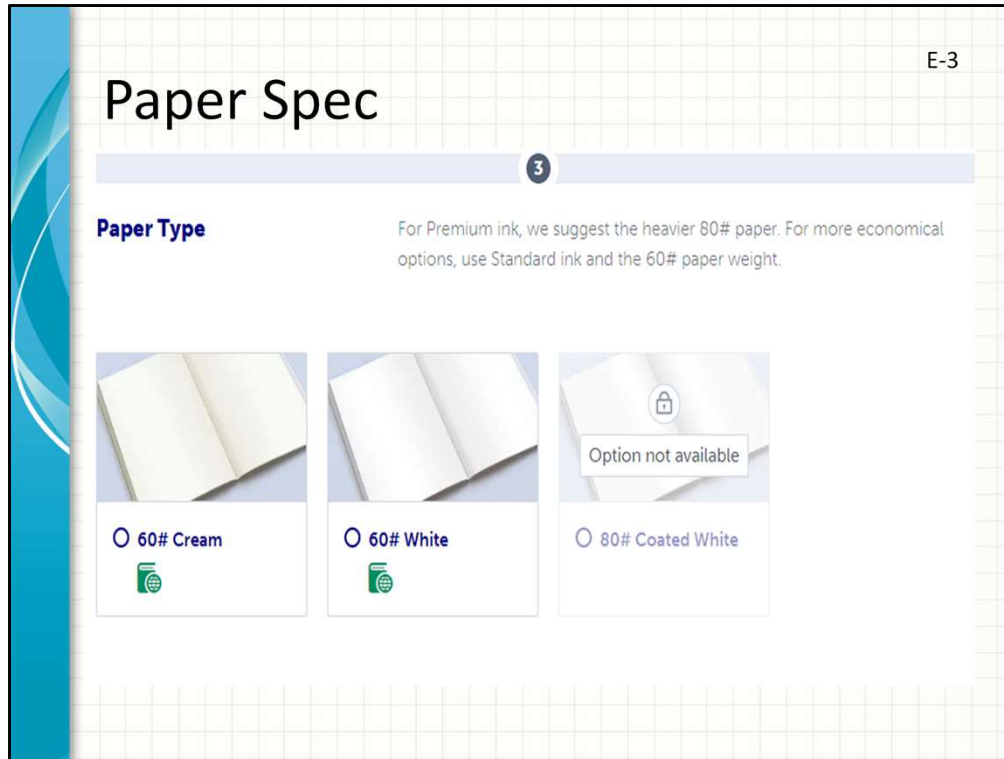 E-3
Paper Spec
3
Paper Type
For Premium ink, we suggest the heavier 80# paper. For more economical
options, use Standard ink and the 60# paper weight.
Option not available
60# Cream
60# White
80# Coated White